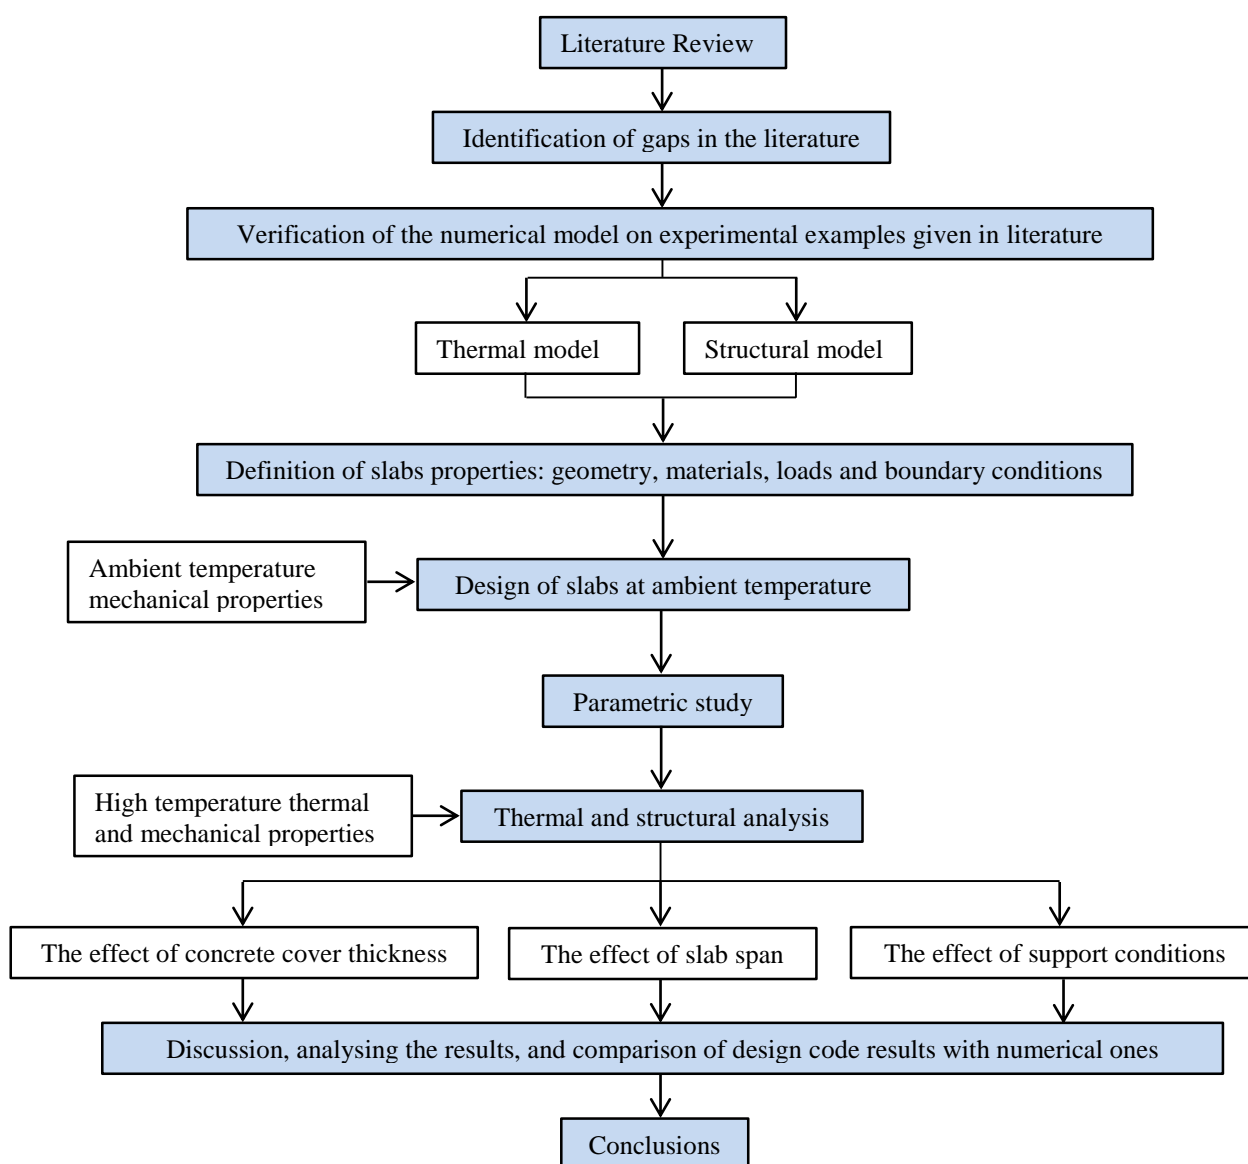 Literature Review
Identification of gaps in the literature
Verification of the numerical model on experimental examples given in literature
Thermal model
Structural model
Definition of slabs properties: geometry, materials, loads and boundary conditions
Ambient temperature
mechanical properties
Design of slabs at ambient temperature
Parametric study
High temperature thermal
and mechanical properties
Thermal and structural analysis
The effect of concrete cover thickness
The effect of slab span
The effect of support conditions
Discussion, analysing the results, and comparison of design code results with numerical ones
Conclusions